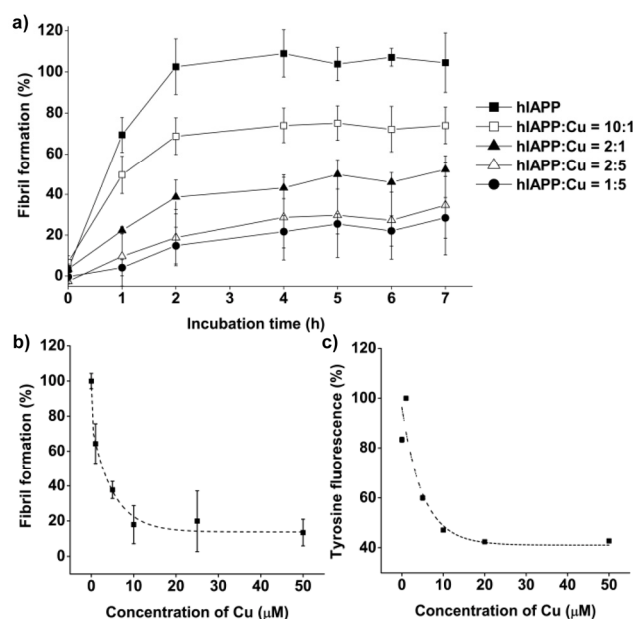 a)
120
100
80
60
40
20
0
Fibril formation (%)
0 1 2 3 4 5 6 7
Incubation time (h)
hIAPP
hIAPP:Cu = 10:1
hIAPP:Cu = 2:1
hIAPP:Cu = 2:5
hIAPP:Cu = 1:5
b)
120
100
80
60
40
20
0
Fibril formation (%)
0 10 20 30 40 50
Concentration of Cu (μM)
c)
120
100
80
60
40
Tyrosine fluorescence (%)
0 10 20 30 40 50
Concentration of Cu (μM)